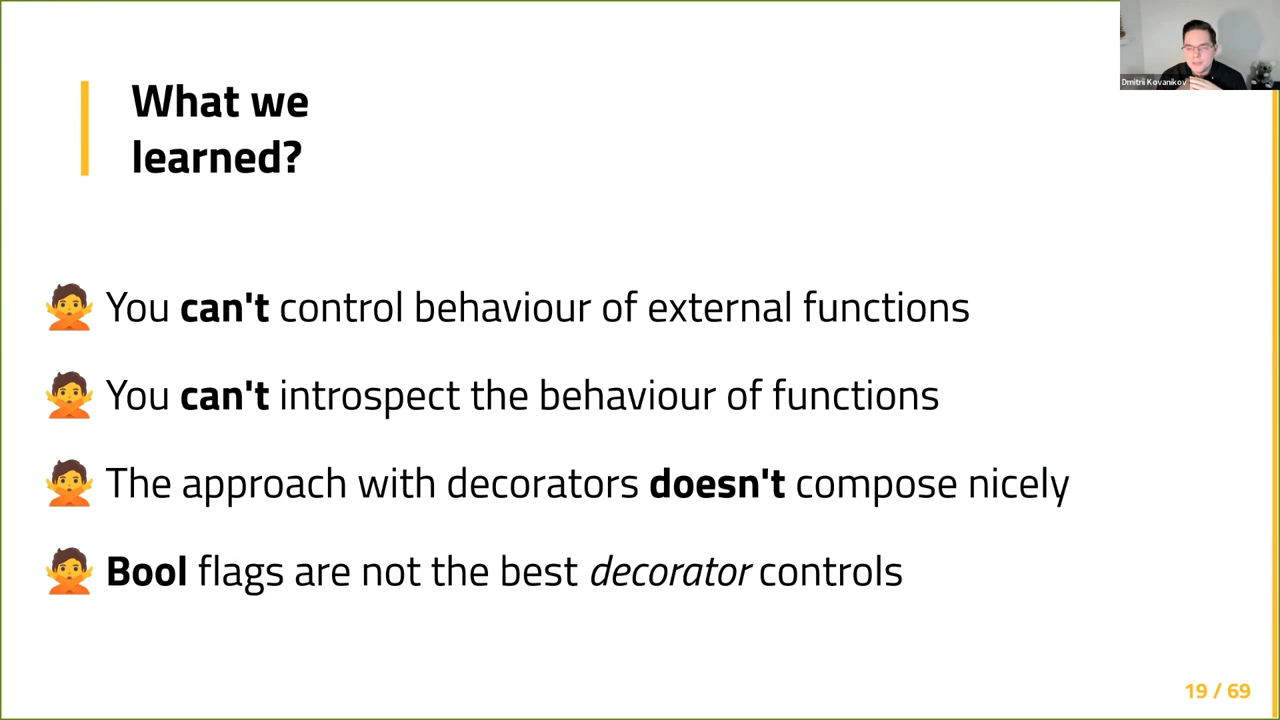 Dmitrii Kovanikov
What we
learned?
🙅 You can't control behaviour of external functions
🙅 You can't introspect the behaviour of functions
🙅 The approach with decorators doesn't compose nicely
🙅 Bool flags are not the best decorator controls
19 / 69